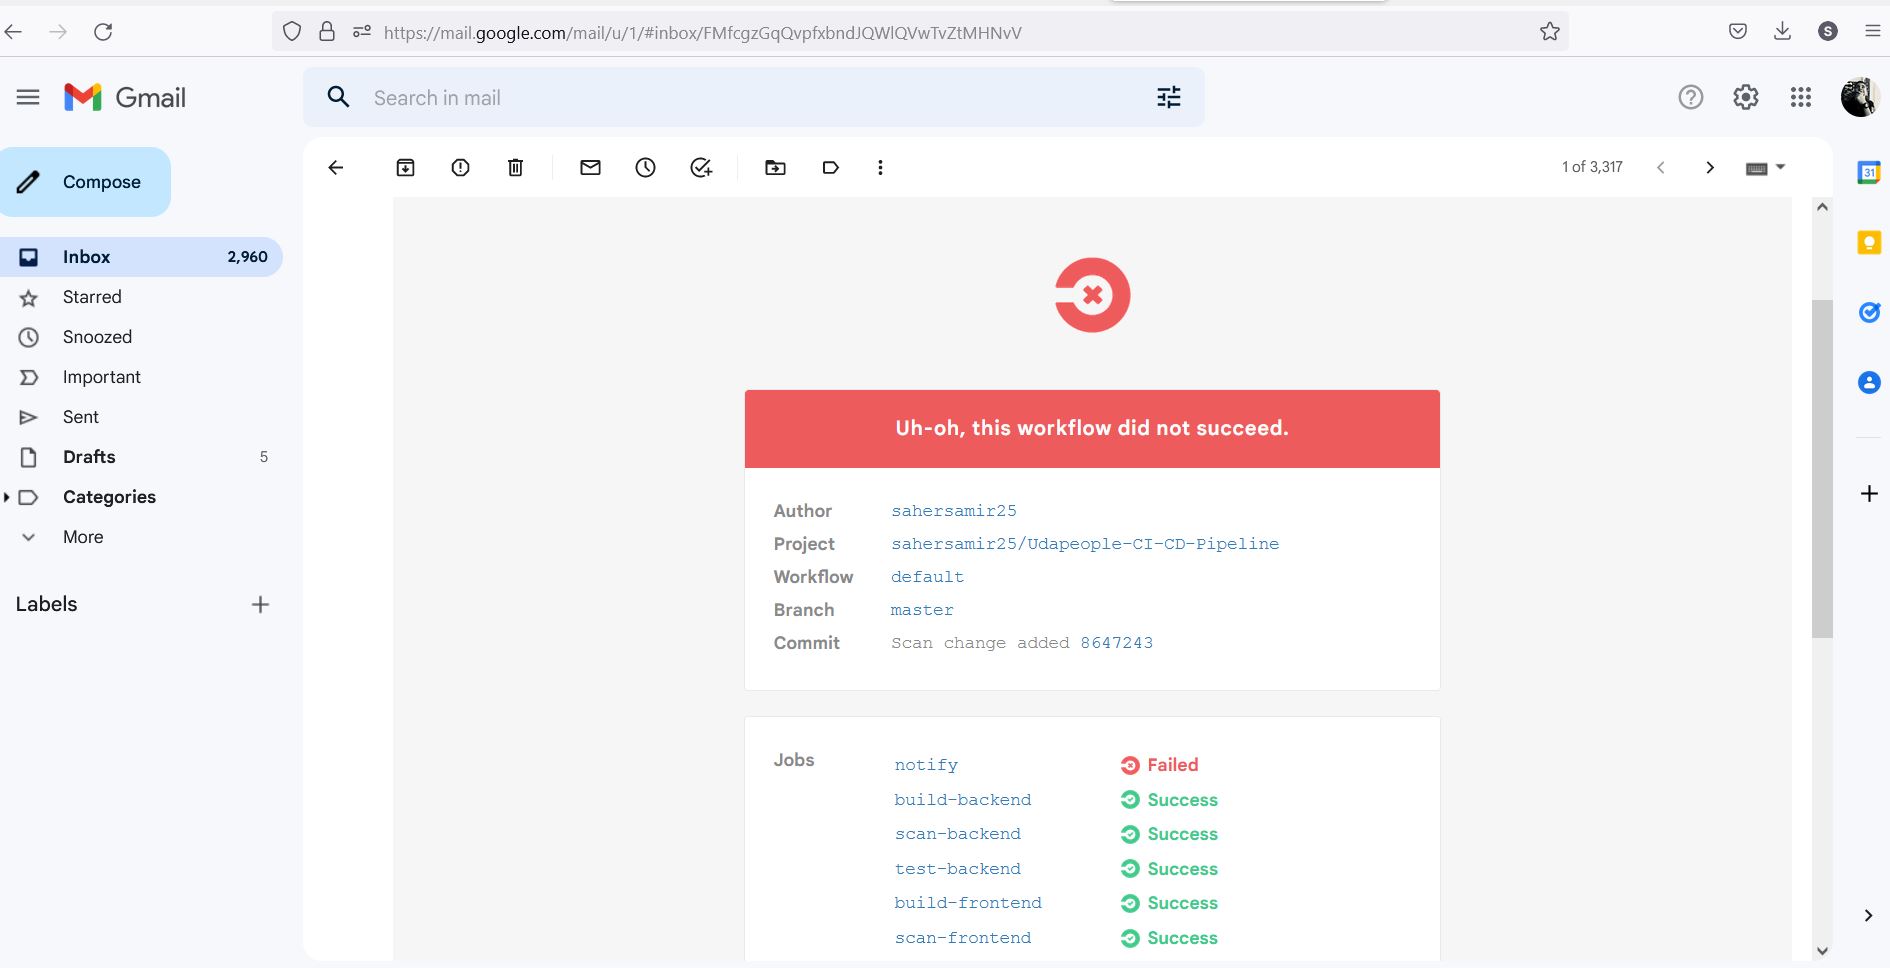 https://mail.google.com/mail/u/1/#inbox/FMfcgzGqQvpfxbndJQWlQVwTvZtMHNvV
S
Gmail
Search in mail
Compose
1 of 3,317
31
Inbox 2,960
Starred
Snoozed
Important
Sent
Drafts 5
Categories
More
Labels
Uh-oh, this workflow did not succeed.
Author sahersamir25
Project sahersamir25/Udapeople-CI-CD-Pipeline
Workflow default
Branch master
Commit Scan change added 8647243
Jobs notify Failed
build-backend Success
scan-backend Success
test-backend Success
build-frontend Success
scan-frontend Success